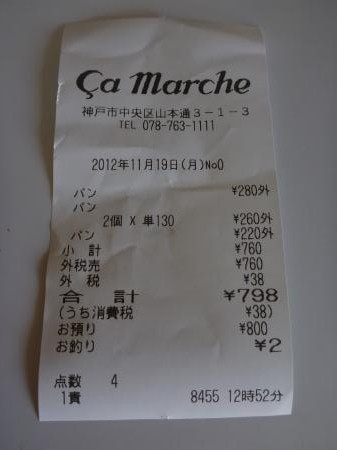 Ça marche
神戸市中央区山本通3-1-3
TEL 078-763-1111
2012年11月19日(月)No0
パン ¥280外
パン
2個 X 単130 ¥260外
パン ¥220外
小 計 ¥760
外税売 ¥760
外 税 ¥38
合 計 ¥798
(うち消費税 ¥38)
お預り ¥800
お釣り ¥2
点数 4
1責 8455 12時52分